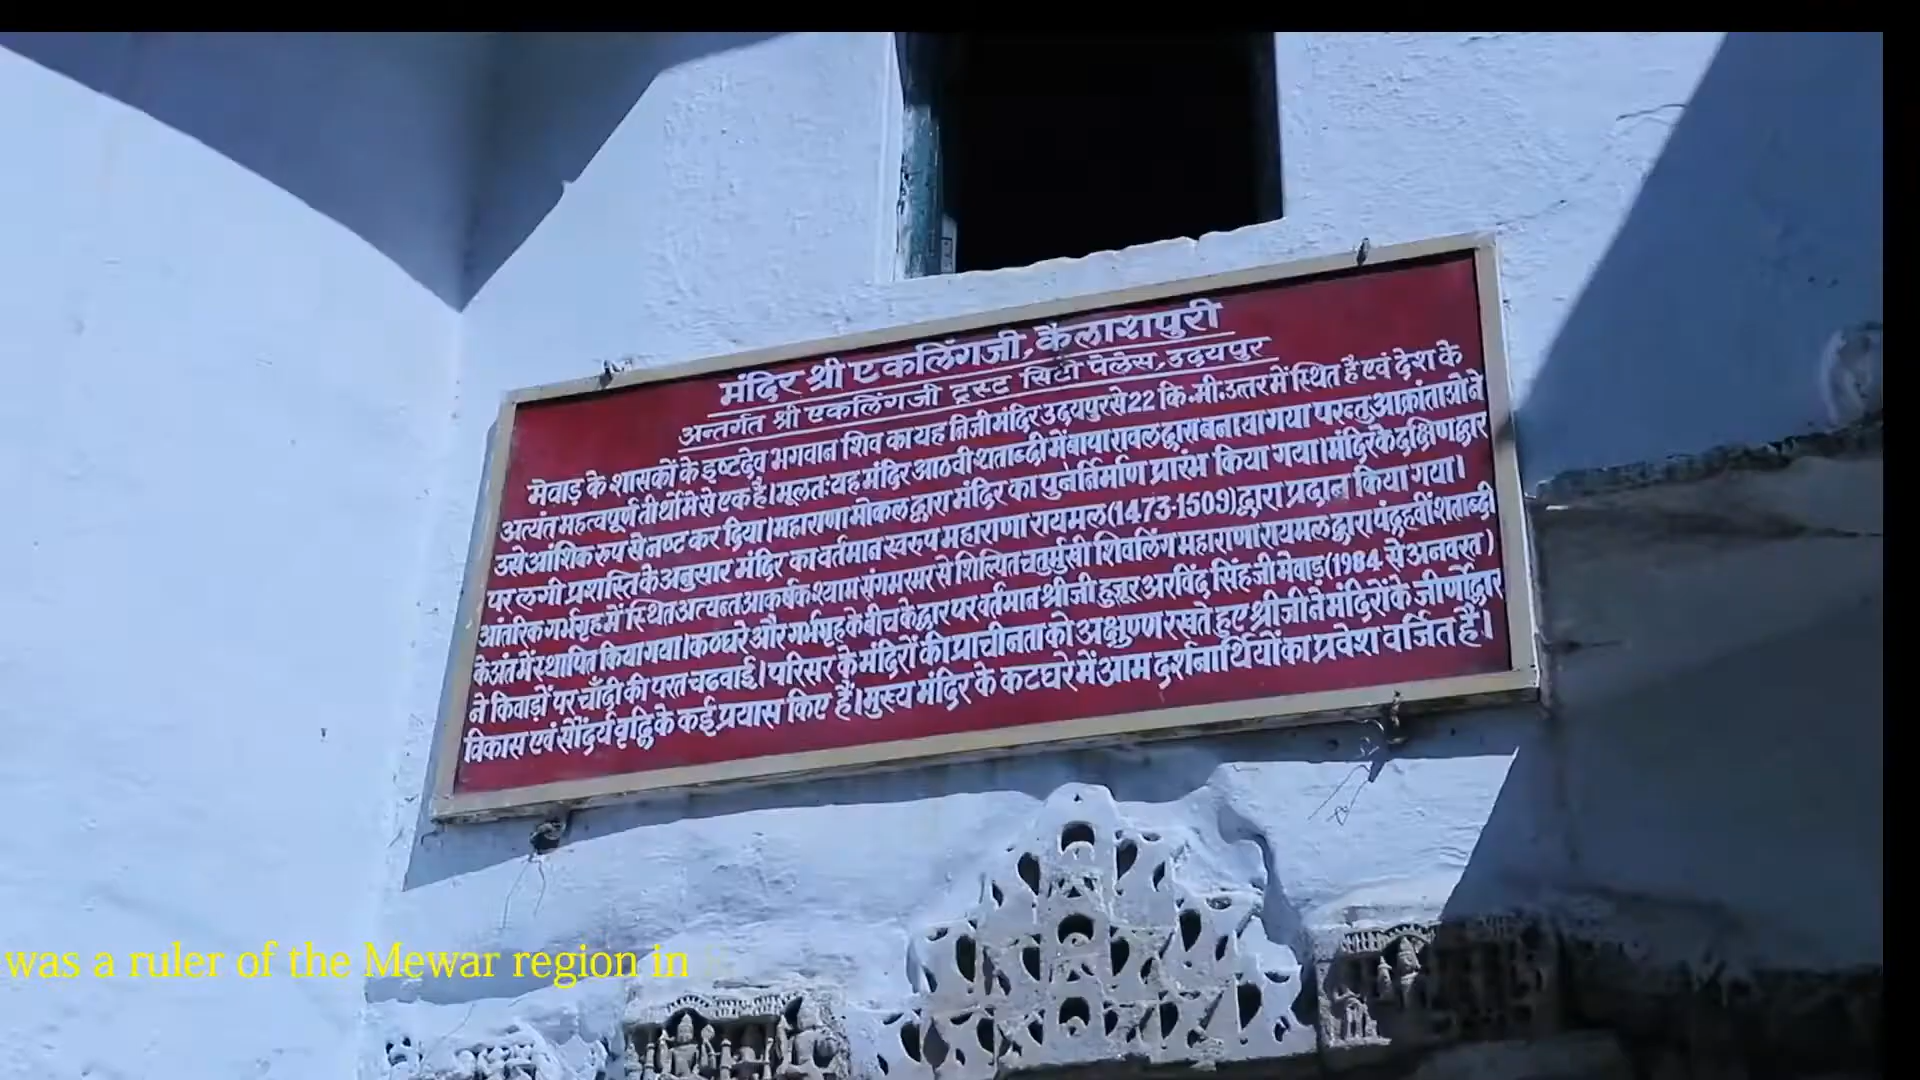 मंदिर श्री एकलिंगजी, कैलाशपुरी
अन्तर्गत श्री एकलिंगजी ट्रस्ट सिटी पेलेस, उदयपुर
मेवाड़ के शासकों के इष्टदेव भगवान शिव का यह निजी मंदिर उदयपुर से 22 कि.मी. उत्तर में स्थित है एवं देश के
अत्यंत महत्वपूर्ण तीर्थो मे से एक है। मूलतः यह मंदिर आठवी शताब्दी में बापा रावल द्वारा बनाया गया परन्तु आक्रांताओ ने
उसे आंशिक रुप से नष्ट कर दिया। महाराणा मोकल द्वारा मंदिर का पुनर्निर्माण प्रारंभ किया गया। मंदिर के दक्षिण द्वार
पर लगी प्रशस्ति के अनुसार मंदिर का वर्तमान स्वरुप महाराणा रायमल (1473-1509) द्वारा प्रदान किया गया।
आंतरिक गर्भगृह में स्थित अत्यन्त आकर्षक श्याम संगमरमर से शिल्पित चतुर्मुखी शिवलिंग महाराणा रायमल द्वारा पंद्रहवीं शताब्दी
के अंत में स्थापित किया गया। कठघरे और गर्भगृह के बीच के द्वार पर वर्तमान श्रीजी हुजूर अरविंद सिंह जी मेवाड़ (1984 से अनवरत)
ने किवाड़ों पर चाँदी की परत चढवाई। परिसर के मंदिरों की प्राचीनता को अक्षुण्ण रखते हुए श्रीजी ने मंदिरों के जीर्णोद्वार
विकास एवं सौंदर्य वृद्धि के कई प्रयास किए हैं। मुख्य मंदिर के कटघरे में आम दर्शनार्थियों का प्रवेश वर्जित है।
was a ruler of the Mewar region in